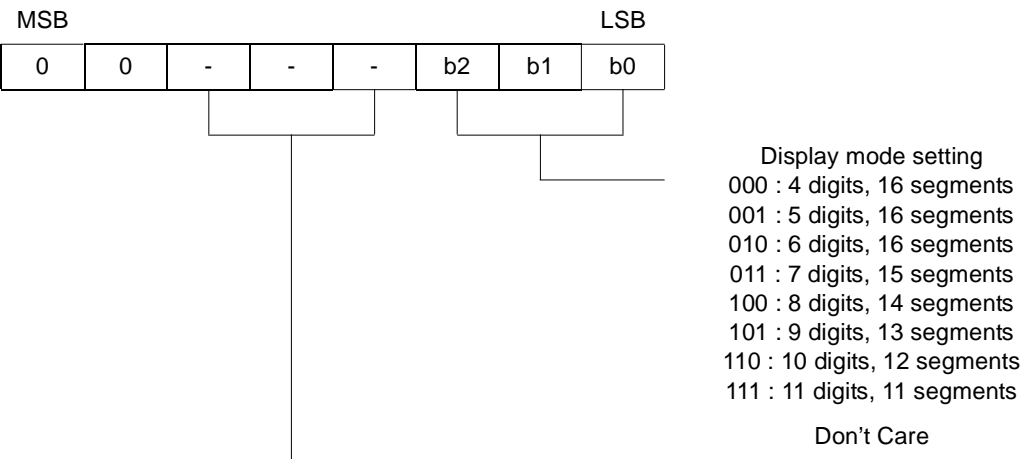 MSB LSB
0 0 - - - b2 b1 b0
Display mode setting
000 : 4 digits, 16 segments
001 : 5 digits, 16 segments
010 : 6 digits, 16 segments
011 : 7 digits, 15 segments
100 : 8 digits, 14 segments
101 : 9 digits, 13 segments
110 : 10 digits, 12 segments
111 : 11 digits, 11 segments
Don’t Care